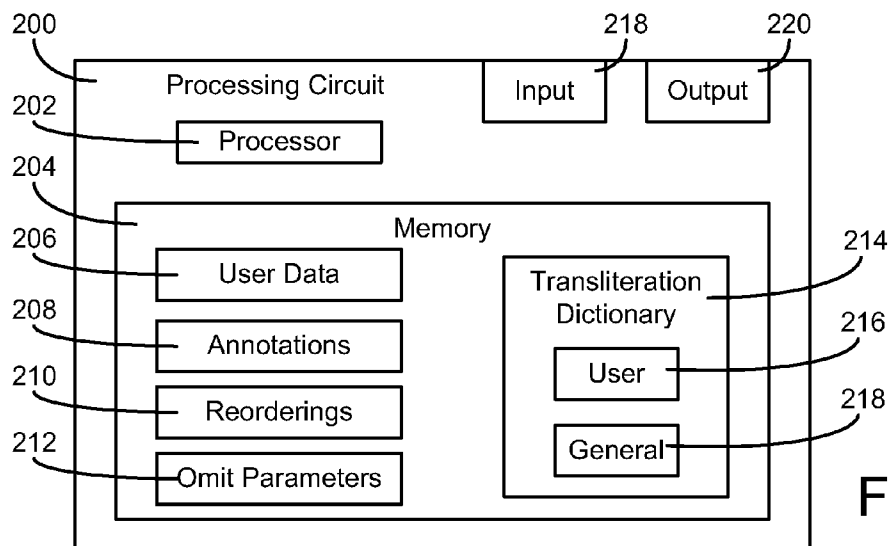 200
218
220
Processing Circuit
Input
Output
202
Processor
204
Memory
206
User Data
214
Transliteration
Dictionary
208
Annotations
216
User
210
Reorderings
218
General
212
Omit Parameters
F